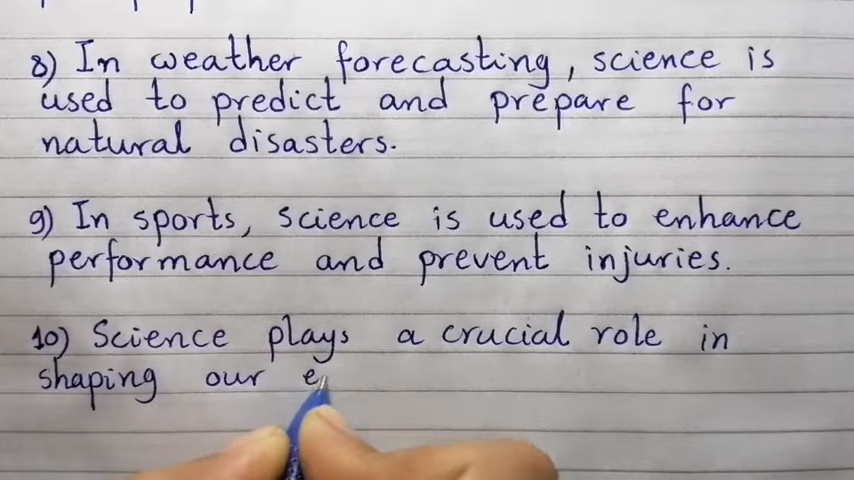 8) In weather forecasting, science is
used to predict and prepare for
natural disasters.
9) In sports, science is used to enhance
performance and prevent injuries.
10) Science plays a crucial role in
shaping our e